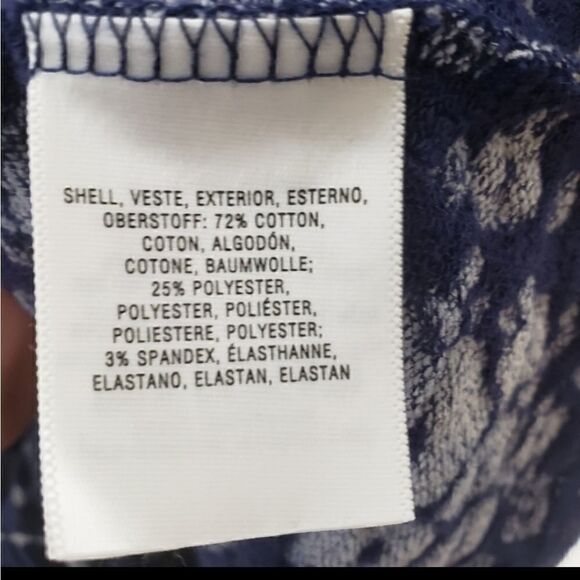 SHELL, VESTE, EXTERIOR, ESTERNO,
OBERSTOFF: 72% COTTON,
COTON, ALGODÓN,
COTONE, BAUMWOLLE;
25% POLYESTER,
POLYESTER, POLIÉSTER,
POLIESTERE, POLYESTER;
3% SPANDEX, ÉLASTHANNE,
ELASTANO, ELASTAN, ELASTAN